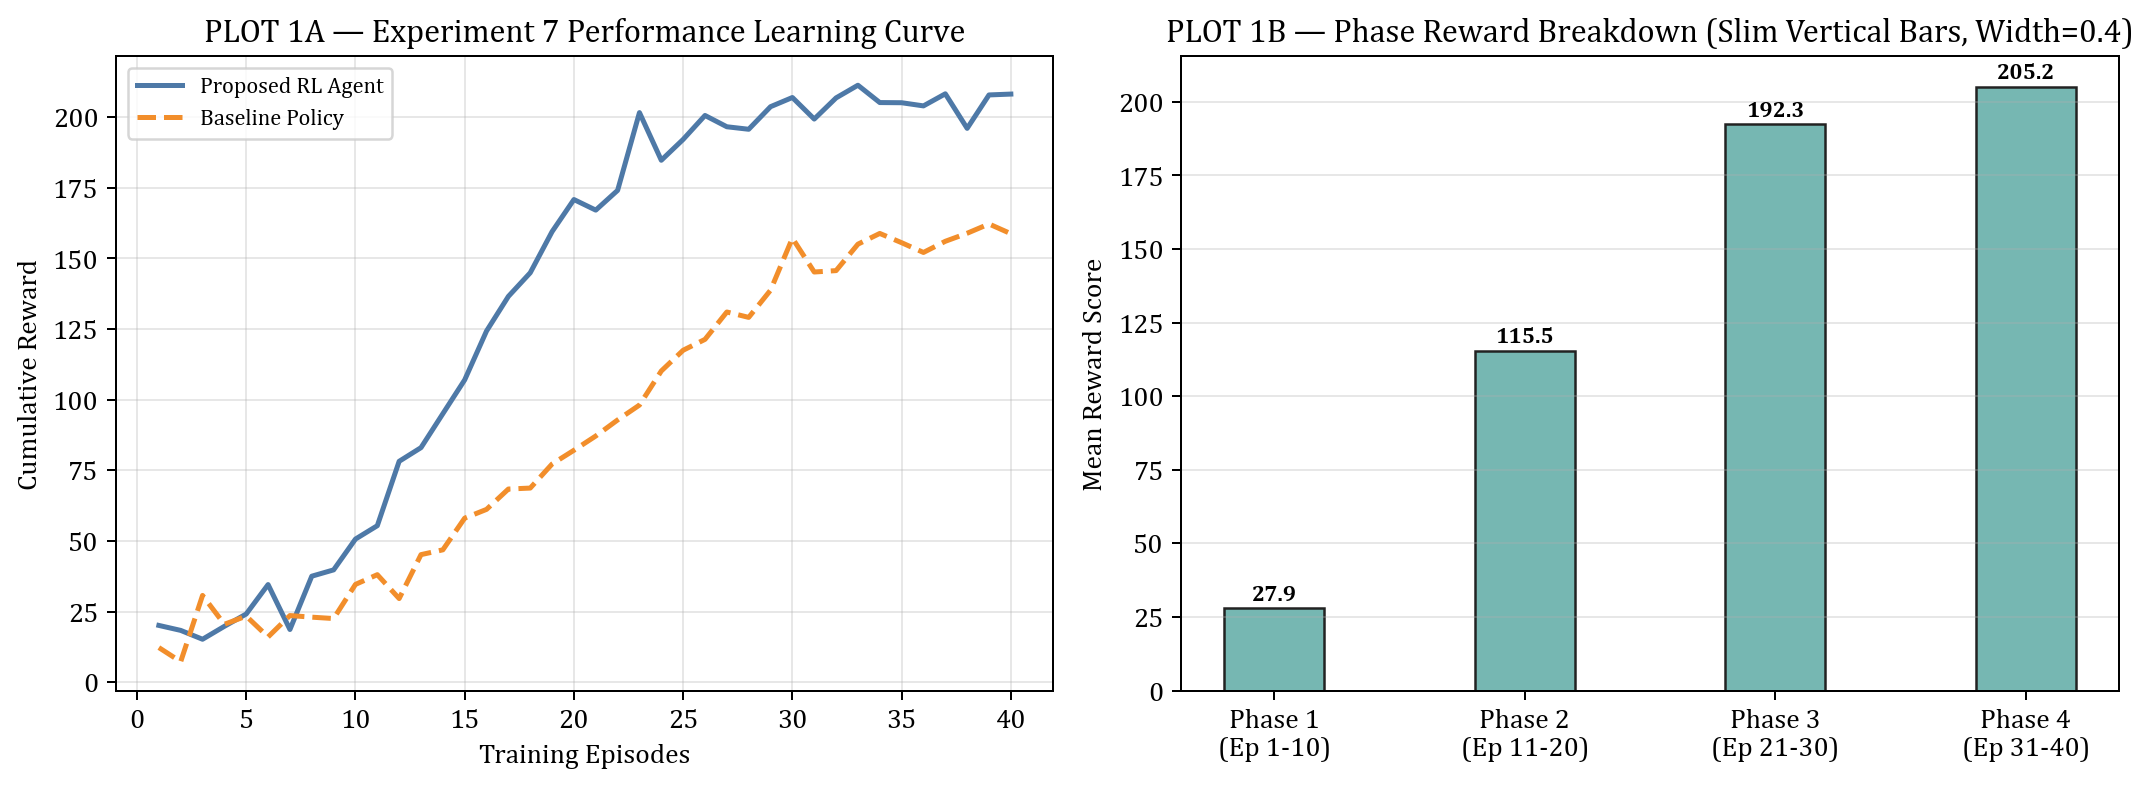 PLOT 1A — Experiment 7 Performance Learning Curve
Proposed RL Agent
Baseline Policy
Cumulative Reward
200
175
150
125
100
75
50
25
0
0 5 10 15 20 25 30 35 40
Training Episodes
PLOT 1B — Phase Reward Breakdown (Slim Vertical Bars, Width=0.4)
Mean Reward Score
200
175
150
125
100
75
50
25
0
27.9
115.5
192.3
205.2
Phase 1 Phase 2 Phase 3 Phase 4
(Ep 1-10) (Ep 11-20) (Ep 21-30) (Ep 31-40)